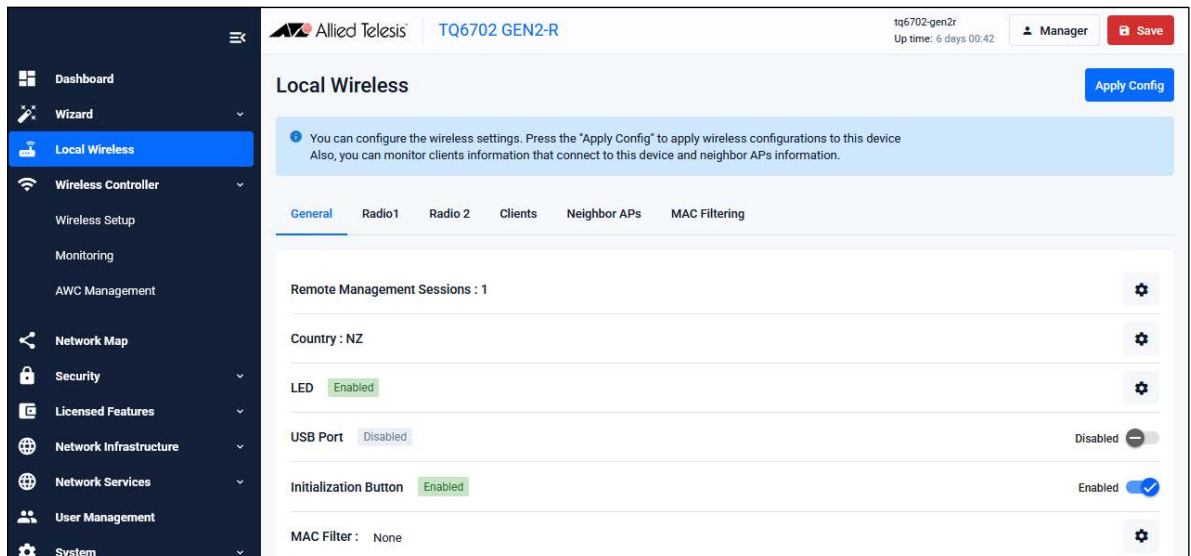 Allied Telesis
TQ6702 GEN2-R
tq6702-gen2r
Up time: 6 days 00:42
Manager
Save
Dashboard
Wizard
Local Wireless
Wireless Controller
Wireless Setup
Monitoring
AWC Management
Network Map
Security
Licensed Features
Network Infrastructure
Network Services
User Management
System
Local Wireless
Apply Config
You can configure the wireless settings. Press the "Apply Config" to apply wireless configurations to this device
Also, you can monitor clients information that connect to this device and neighbor APs information.
General Radio1 Radio 2 Clients Neighbor APs MAC Filtering
Remote Management Sessions : 1
Country : NZ
LED Enabled
USB Port Disabled Disabled
Initialization Button Enabled Enabled
MAC Filter : None